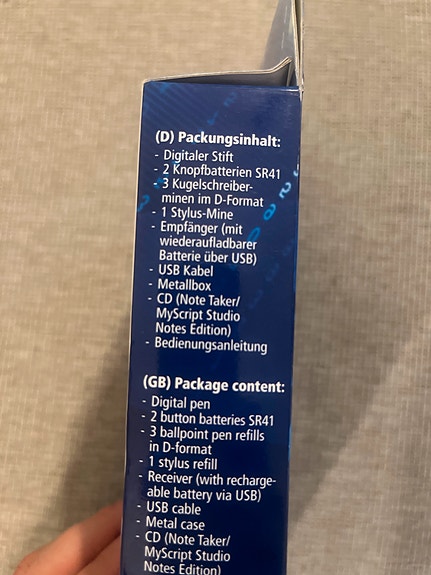 (D) Packungsinhalt:
- Digitaler Stift
- 2 Knopfbatterien SR41
- 3 Kugelschreiber-
minen im D-Format
- 1 Stylus-Mine
- Empfänger (mit
wiederaufladbarer
Batterie über USB)
- USB Kabel
- Metallbox
- CD (Note Taker/
MyScript Studio
Notes Edition)
- Bedienungsanleitung
(GB) Package content:
- Digital pen
- 2 button batteries SR41
- 3 ballpoint pen refills
in D-format
- 1 stylus refill
- Receiver (with recharge-
able battery via USB)
- USB cable
- Metal case
- CD (Note Taker/
MyScript Studio
Notes Edition)